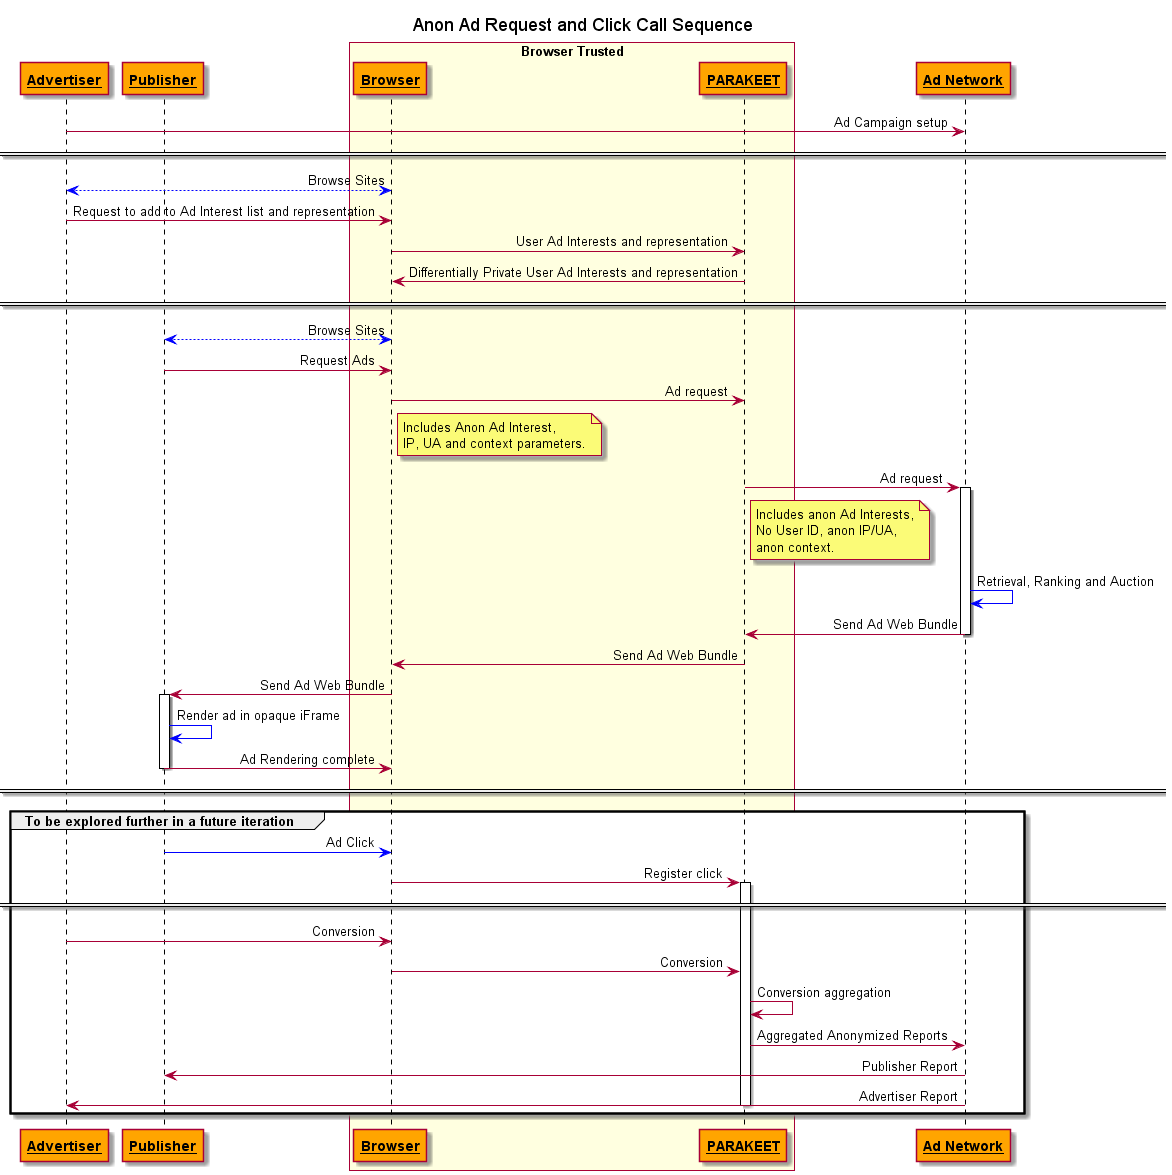 Anon Ad Request and Click Call Sequence
Browser Trusted
Advertiser
Publisher
Browser
PARAKEET
Ad Network
Ad Campaign setup
Browse Sites
Request to add to Ad Interest list and representation
User Ad Interests and representation
Differentially Private User Ad Interests and representation
Browse Sites
Request Ads
Ad request
Includes Anon Ad Interest,
IP, UA and context parameters.
Ad request
Includes anon Ad Interests,
No User ID, anon IP/UA,
anon context.
Retrieval, Ranking and Auction
Send Ad Web Bundle
Send Ad Web Bundle
Send Ad Web Bundle
Render ad in opaque iFrame
Ad Rendering complete
To be explored further in a future iteration
Ad Click
Register click
Conversion
Conversion
Conversion aggregation
Aggregated Anonymized Reports
Publisher Report
Advertiser Report
Advertiser
Publisher
Browser
PARAKEET
Ad Network